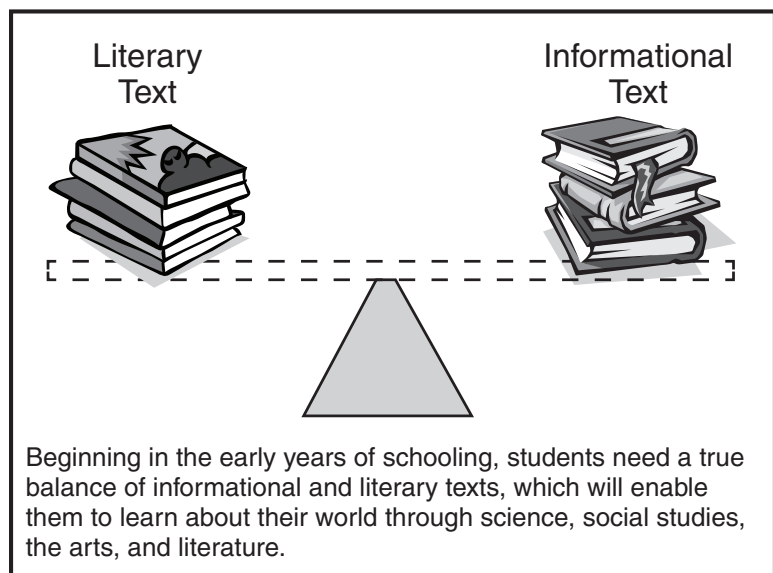 Literary
Text
Informational
Text
Beginning in the early years of schooling, students need a true
balance of informational and literary texts, which will enable
them to learn about their world through science, social studies,
the arts, and literature.